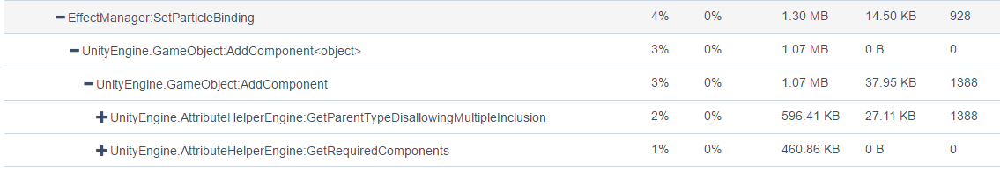 EffectManager:SetParticleBinding 4% 0% 1.30 MB 14.50 KB 928
UnityEngine.GameObject:AddComponent<object> 3% 0% 1.07 MB 0 B 0
UnityEngine.GameObject:AddComponent 3% 0% 1.07 MB 37.95 KB 1388
UnityEngine.AttributeHelperEngine:GetParentTypeDisallowingMultipleInclusion 2% 0% 596.41 KB 27.11 KB 1388
UnityEngine.AttributeHelperEngine:GetRequiredComponents 1% 0% 460.86 KB 0 B 0